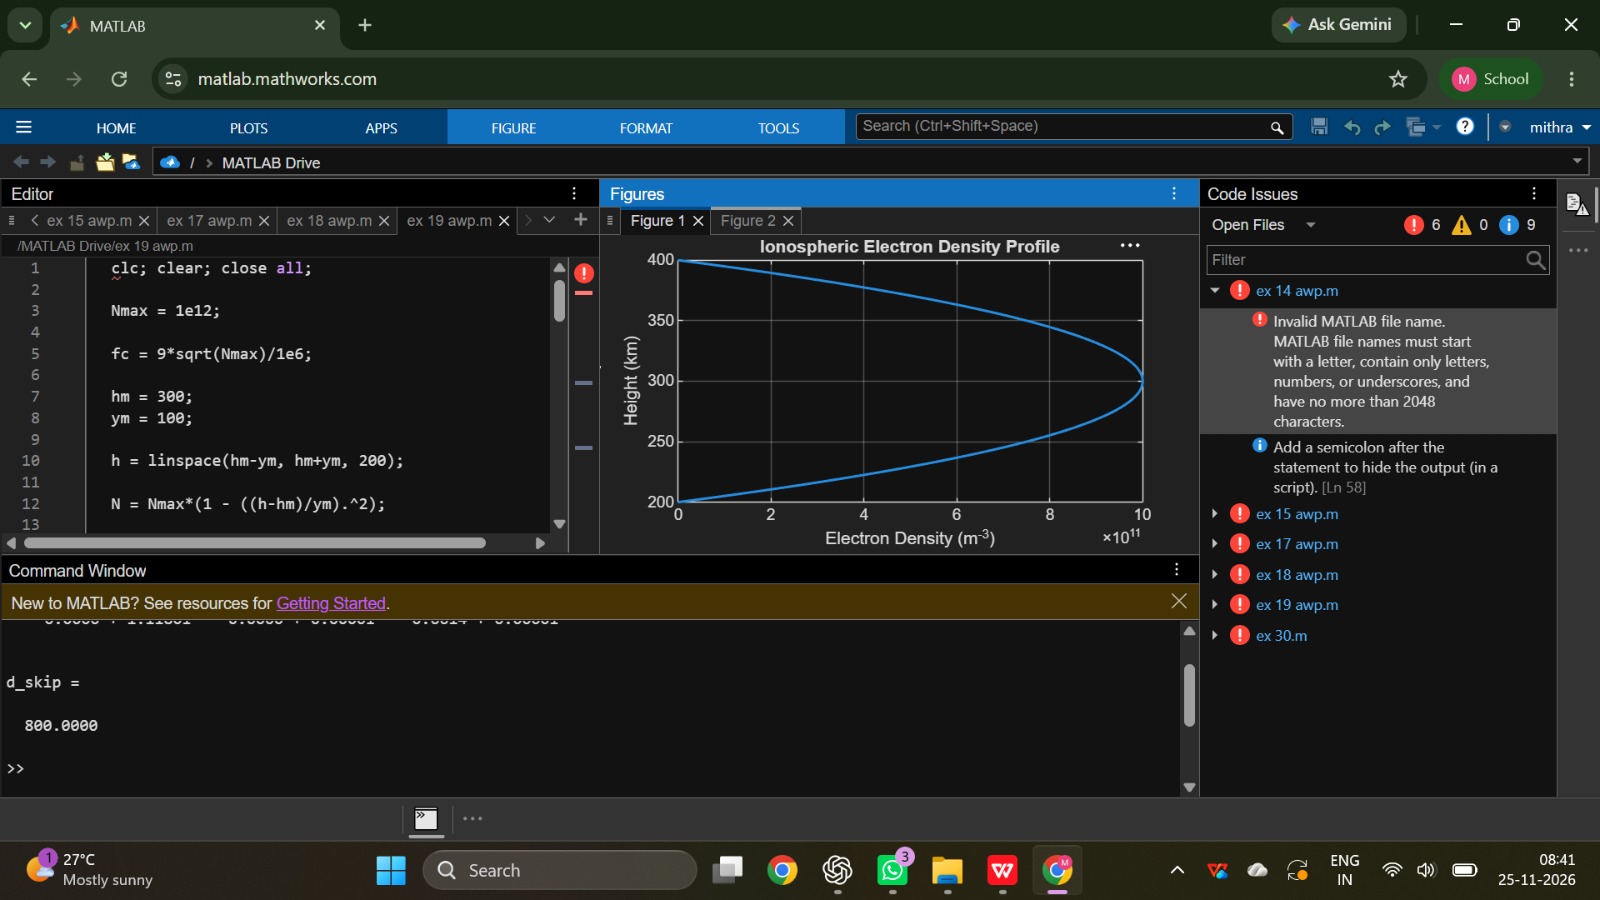 MATLAB
Ask Gemini
matlab.mathworks.com
M School
HOME PLOTS APPS FIGURE FORMAT TOOLS Search (Ctrl+Shift+Space) mithra
/ > MATLAB Drive
Editor
ex 15 awp.m ex 17 awp.m ex 18 awp.m ex 19 awp.m
/MATLAB Drive/ex 19 awp.m
1 clc; clear; close all;
2
3 Nmax = 1e12;
4
5 fc = 9*sqrt(Nmax)/1e6;
6
7 hm = 300;
8 ym = 100;
9
10 h = linspace(hm-ym, hm+ym, 200);
11
12 N = Nmax*(1 - ((h-hm)/ym).^2);
13
Figures
Figure 1 Figure 2
Ionospheric Electron Density Profile
Height (km)
400
350
300
250
200
0 2 4 6 8 10
Electron Density (m⁻³) ×10¹¹
Code Issues
Open Files 6 0 9
Filter
ex 14 awp.m
Invalid MATLAB file name.
MATLAB file names must start
with a letter, contain only letters,
numbers, or underscores, and
have no more than 2048
characters.
Add a semicolon after the
statement to hide the output (in a
script). [Ln 58]
ex 15 awp.m
ex 17 awp.m
ex 18 awp.m
ex 19 awp.m
ex 30.m
Command Window
New to MATLAB? See resources for Getting Started.
d_skip =
800.0000
>>
1
27°C
Mostly sunny
Search
3
M
ENG
IN
08:41
25-11-2026